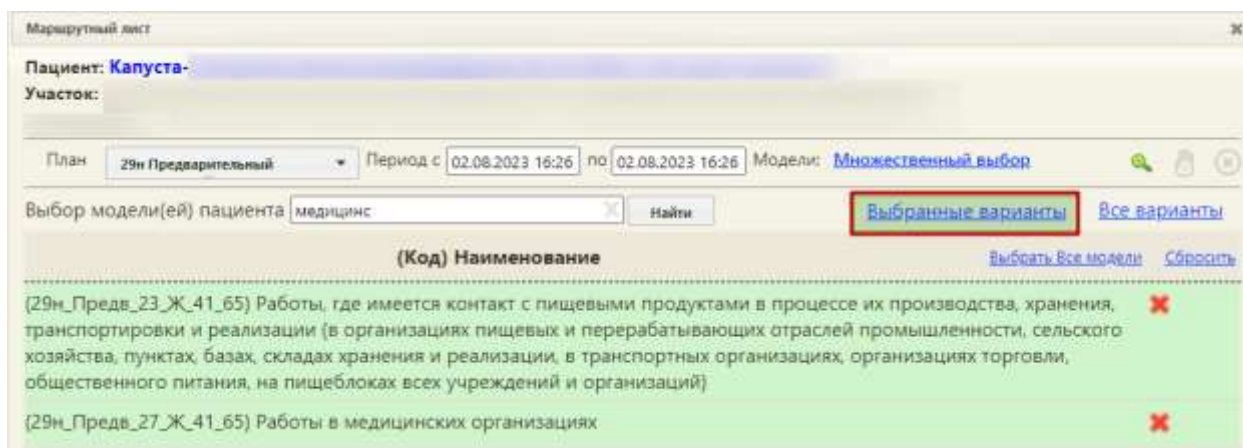 Маршрутный лист
Пациент: Капуста-
Участок:
План 29н Предварительный Период с 02.08.2023 16:26 по 02.08.2023 16:26 Модели: Множественный выбор
Выбор модели(ей) пациента медицинс Найти Выбранные варианты Все варианты
(Код) Наименование Выбрать Все модели Сбросить
(29н_Предв_23_Ж_41_65) Работы, где имеется контакт с пищевыми продуктами в процессе их производства, хранения,
транспортировки и реализации (в организациях пищевых и перерабатывающих отраслей промышленности, сельского
хозяйства, пунктах, базах, складах хранения и реализации, в транспортных организациях, организациях торговли,
общественного питания, на пищеблоках всех учреждений и организаций)
(29н_Предв_27_Ж_41_65) Работы в медицинских организациях